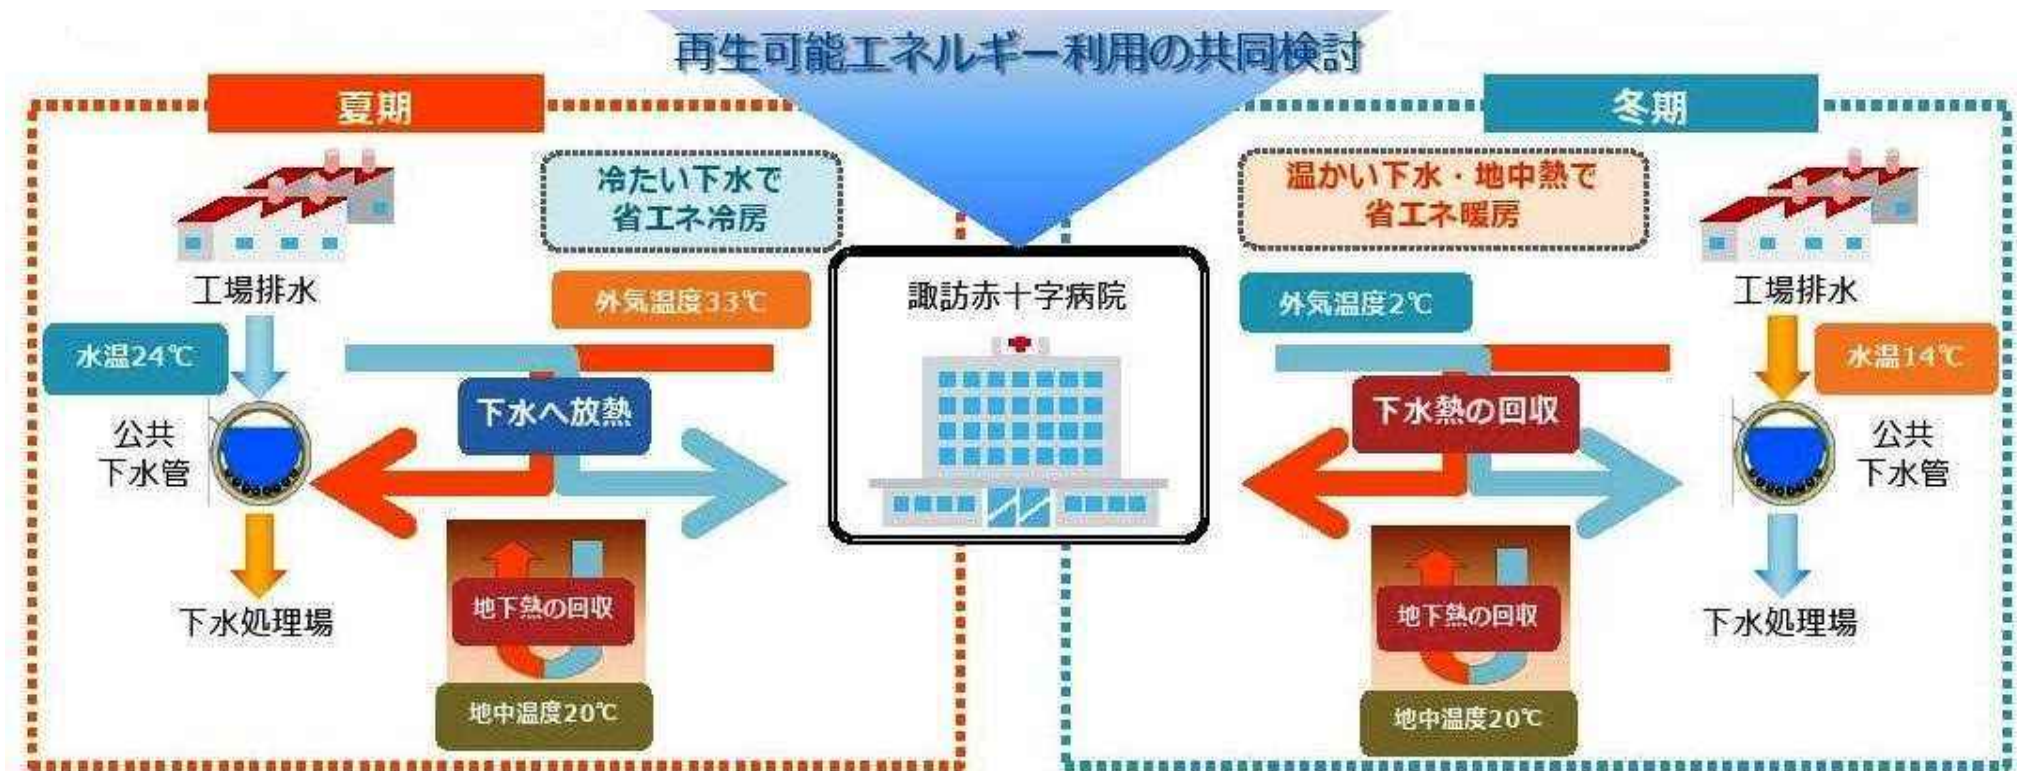 再生可能エネルギー利用の共同検討
夏期
冷たい下水で
省エネ冷房
工場排水
外気温度33℃
水温24℃
下水へ放熱
公共
下水管
地下熱の回収
下水処理場
地中温度20℃
諏訪赤十字病院
冬期
温かい下水・地中熱で
省エネ暖房
工場排水
外気温度2℃
水温14℃
下水熱の回収
公共
下水管
地下熱の回収
下水処理場
地中温度20℃